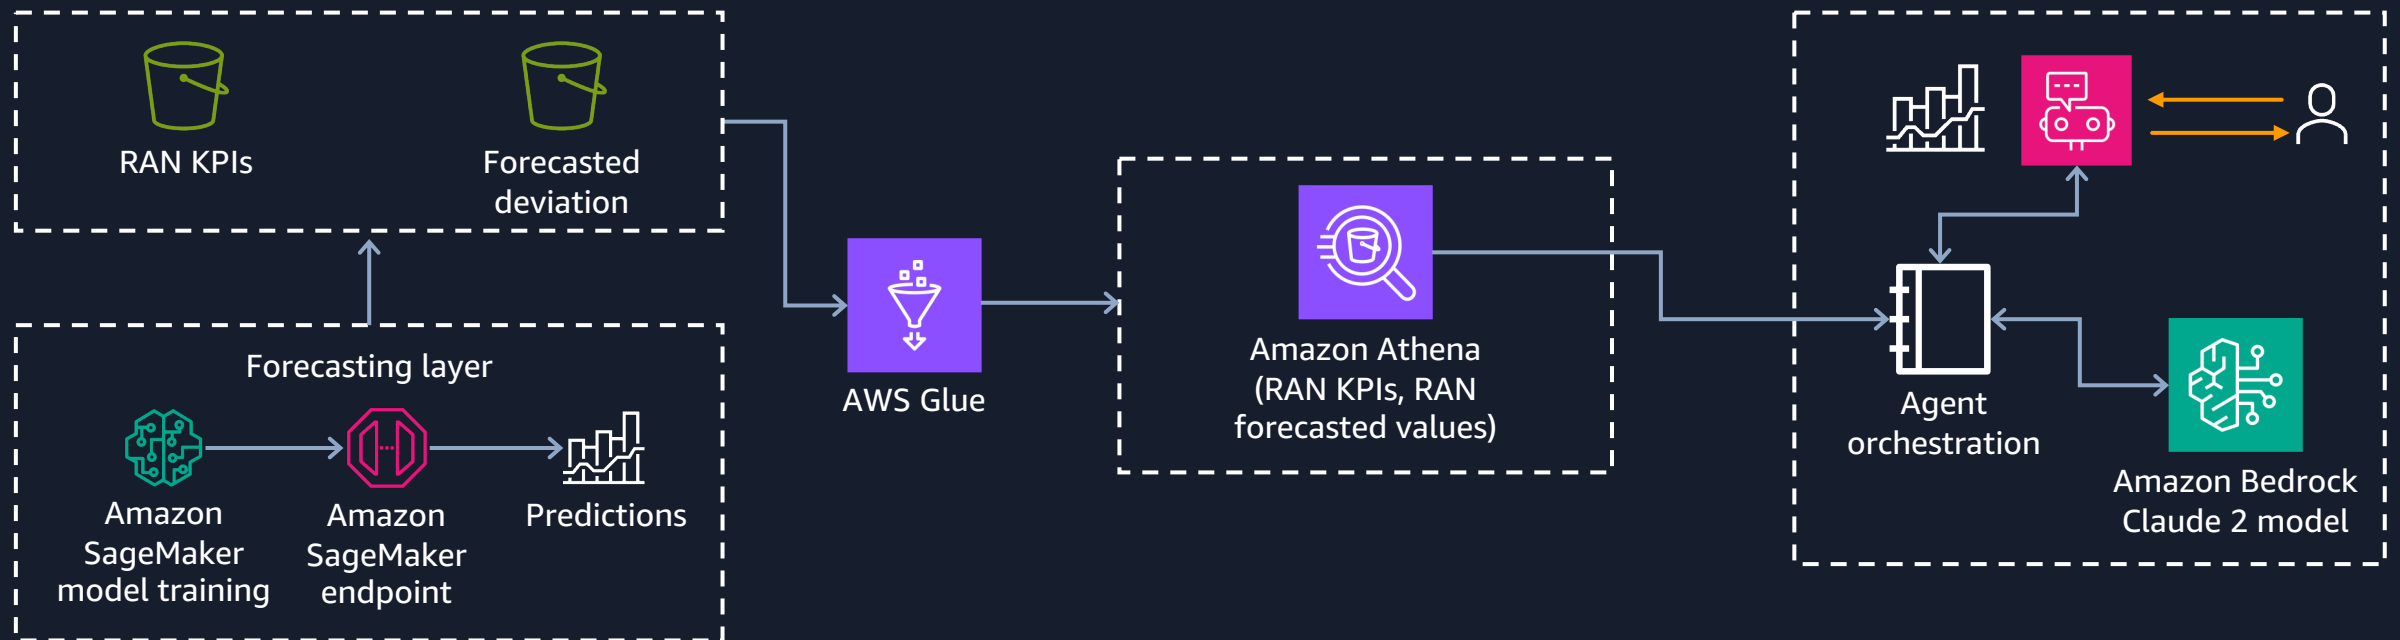 RAN KPIs
Forecasted
deviation
Forecasting layer
Amazon
SageMaker
model training
Amazon
SageMaker
endpoint
Predictions
AWS Glue
Amazon Athena
(RAN KPIs, RAN
forecasted values)
Agent
orchestration
Amazon Bedrock
Claude 2 model